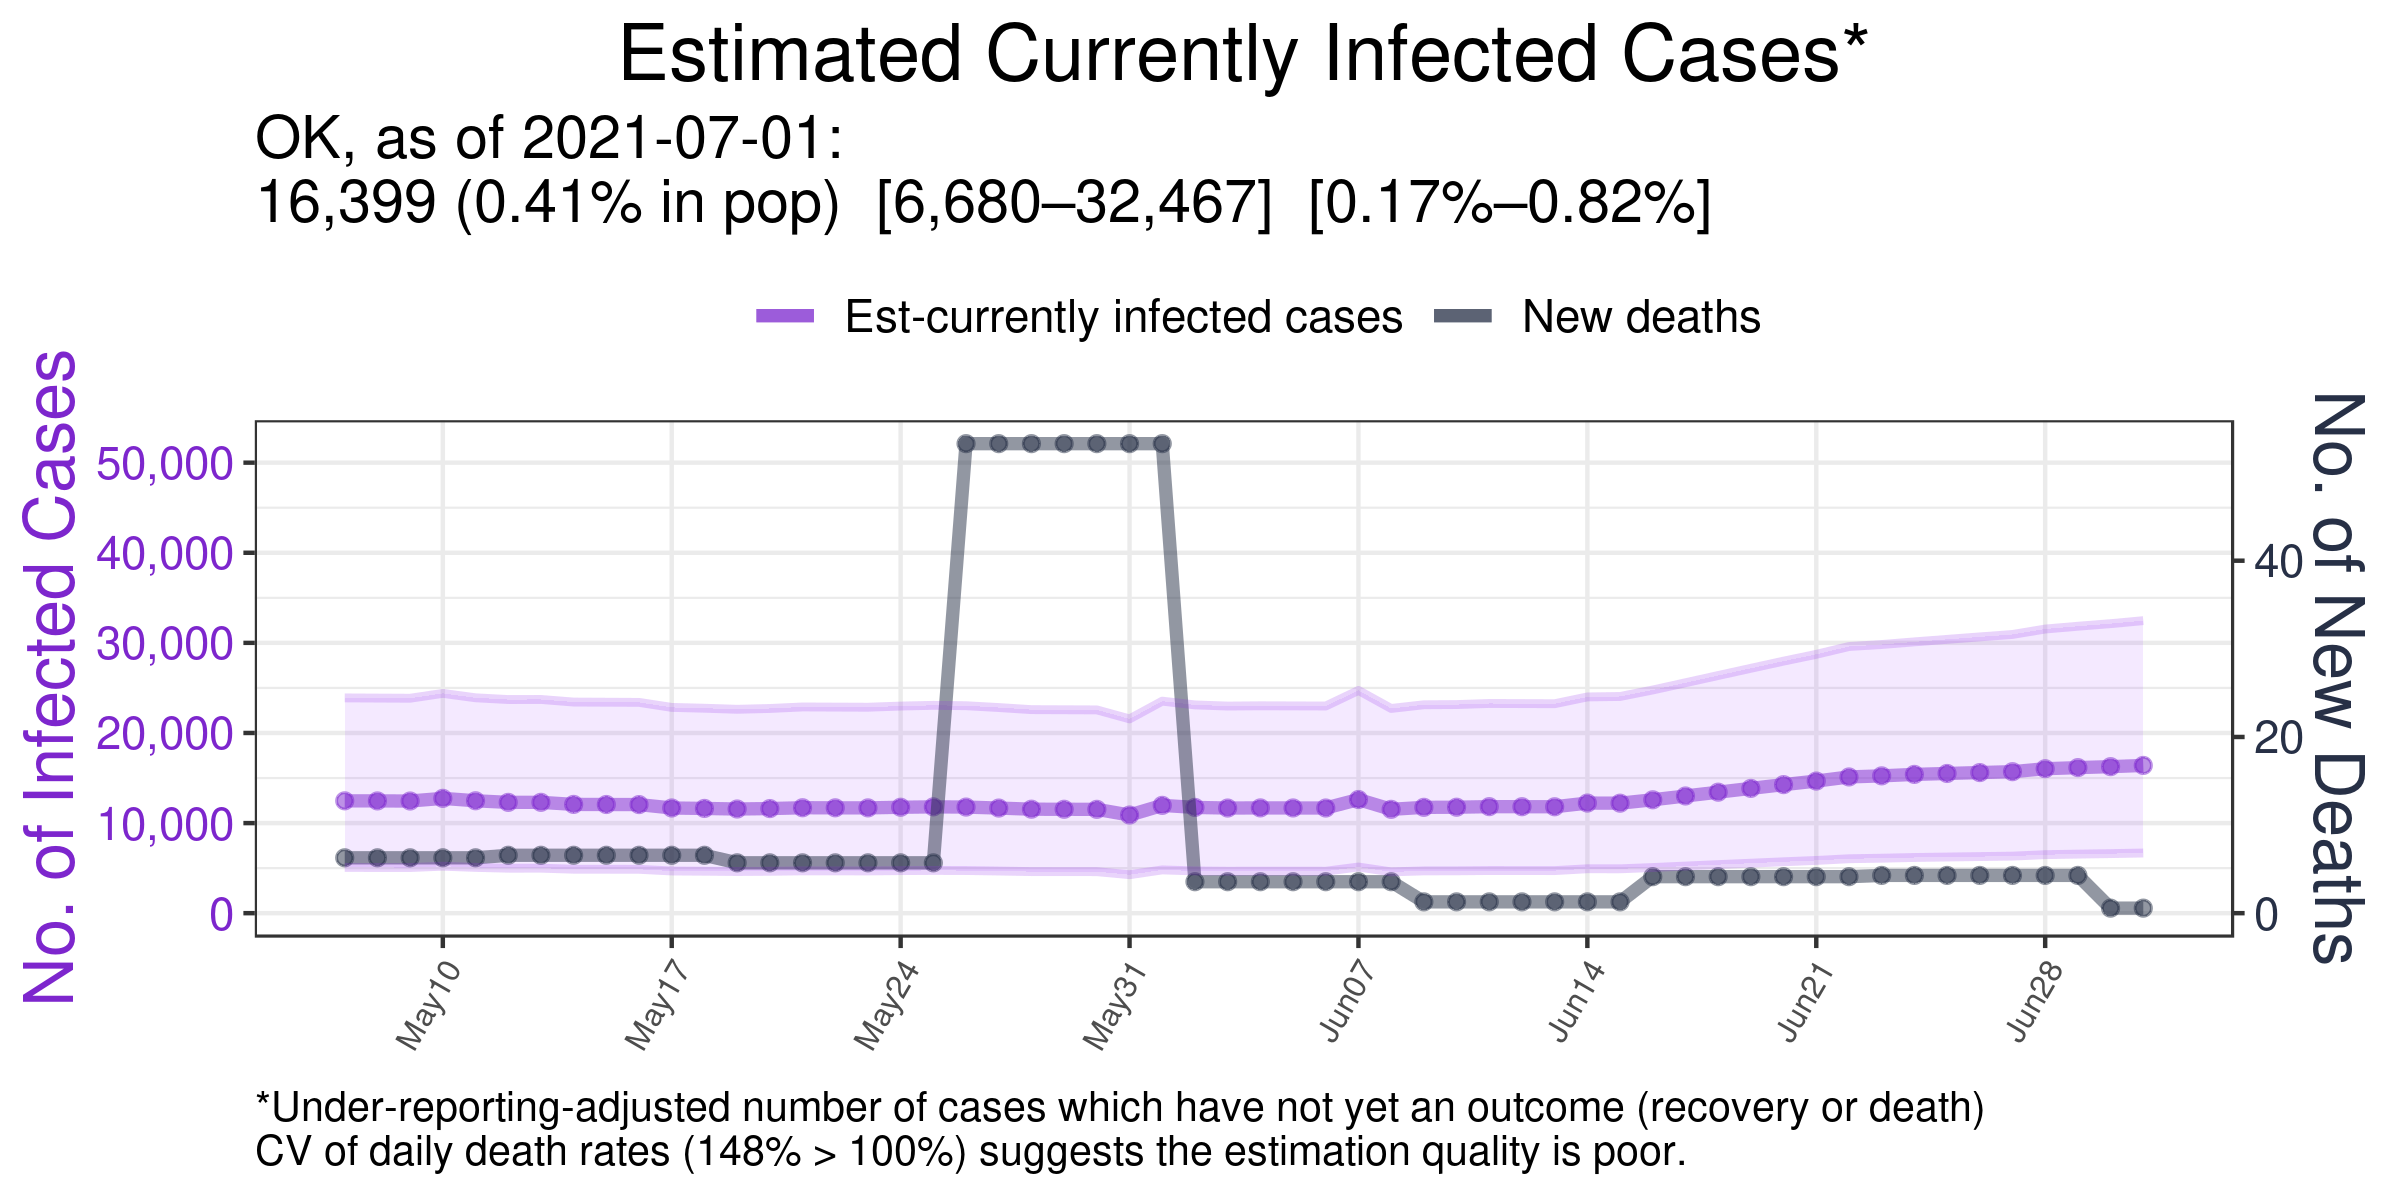 Estimated Currently Infected Cases*
OK, as of 2021-07-01:
16,399 (0.41% in pop)  [6,680–32,467]  [0.17%–0.82%]
Est-currently infected cases
New deaths
No. of Infected Cases
50,000
40,000
30,000
20,000
10,000
0
40
20
0
No. of New Deaths
May10
May17
May24
May31
Jun07
Jun14
Jun21
Jun28
*Under-reporting-adjusted number of cases which have not yet an outcome (recovery or death)
CV of daily death rates (148% > 100%) suggests the estimation quality is poor.